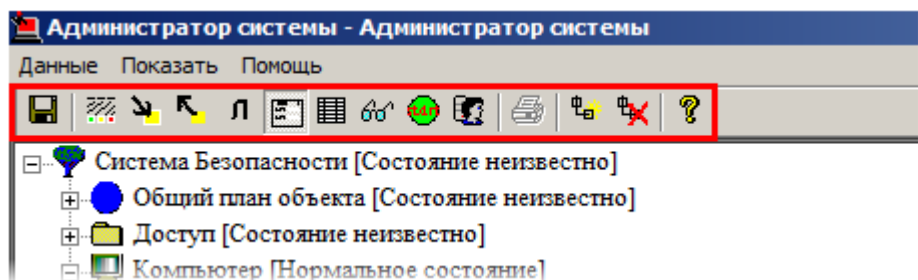 Администратор системы - Администратор системы
Данные Показать Помощь
Л
Система Безопасности [Состояние неизвестно]
Общий план объекта [Состояние неизвестно]
Доступ [Состояние неизвестно]
Компьютер [Нормальное состояние]